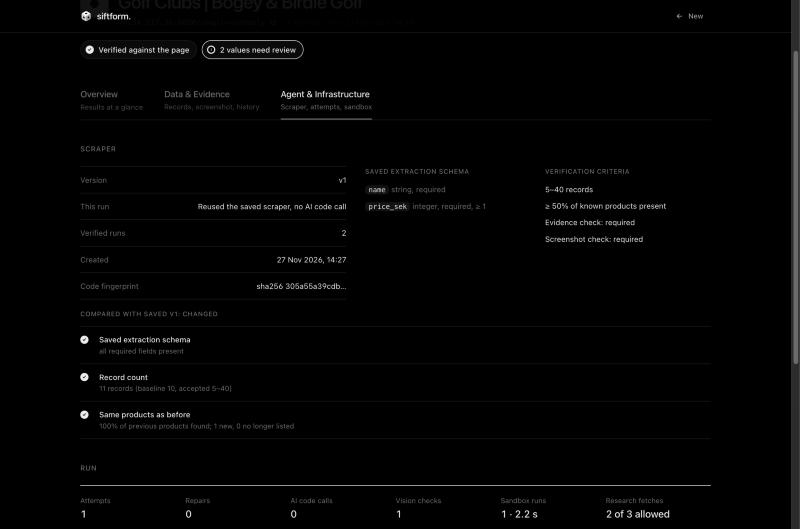 Golf Clubs | Bogey & Birdie Golf
siftform.
← New
Verified against the page
2 values need review
Overview
Results at a glance
Data & Evidence
Records, screenshot, history
Agent & Infrastructure
Scraper, attempts, sandbox
SCRAPER
Version v1
This run Reused the saved scraper, no AI code call
Verified runs 2
Created 27 Nov 2026, 14:27
Code fingerprint sha256 305a55a39cdb…
SAVED EXTRACTION SCHEMA
name string, required
price_sek integer, required, ≥ 1
VERIFICATION CRITERIA
5–40 records
≥ 50% of known products present
Evidence check: required
Screenshot check: required
COMPARED WITH SAVED V1: CHANGED
Saved extraction schema
all required fields present
Record count
11 records (baseline 10, accepted 5–40)
Same products as before
100% of previous products found; 1 new, 0 no longer listed
RUN
Attempts
1
Repairs
0
AI code calls
0
Vision checks
1
Sandbox runs
1 · 2.2 s
Research fetches
2 of 3 allowed